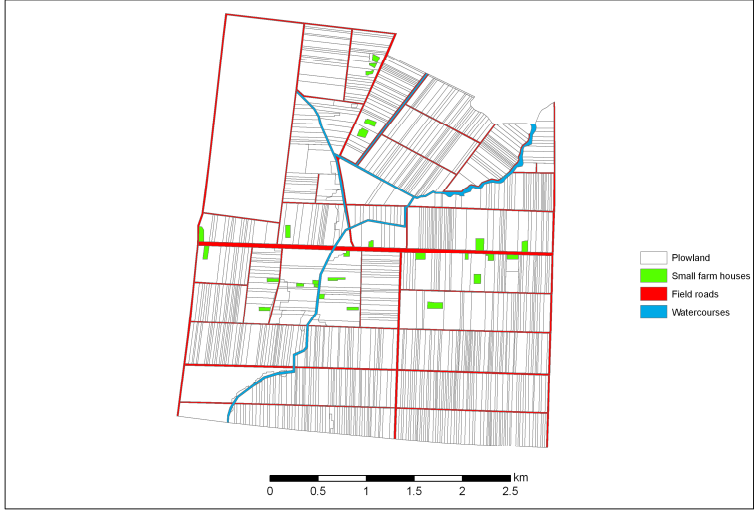 Plowland
Small farm houses
Field roads
Watercourses
km
0 0.5 1 1.5 2 2.5